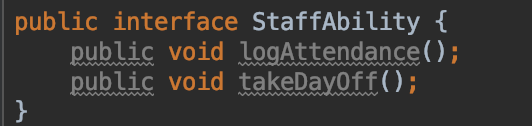 public interface StaffAbility {
    public void logAttendance();
    public void takeDayOff();
}